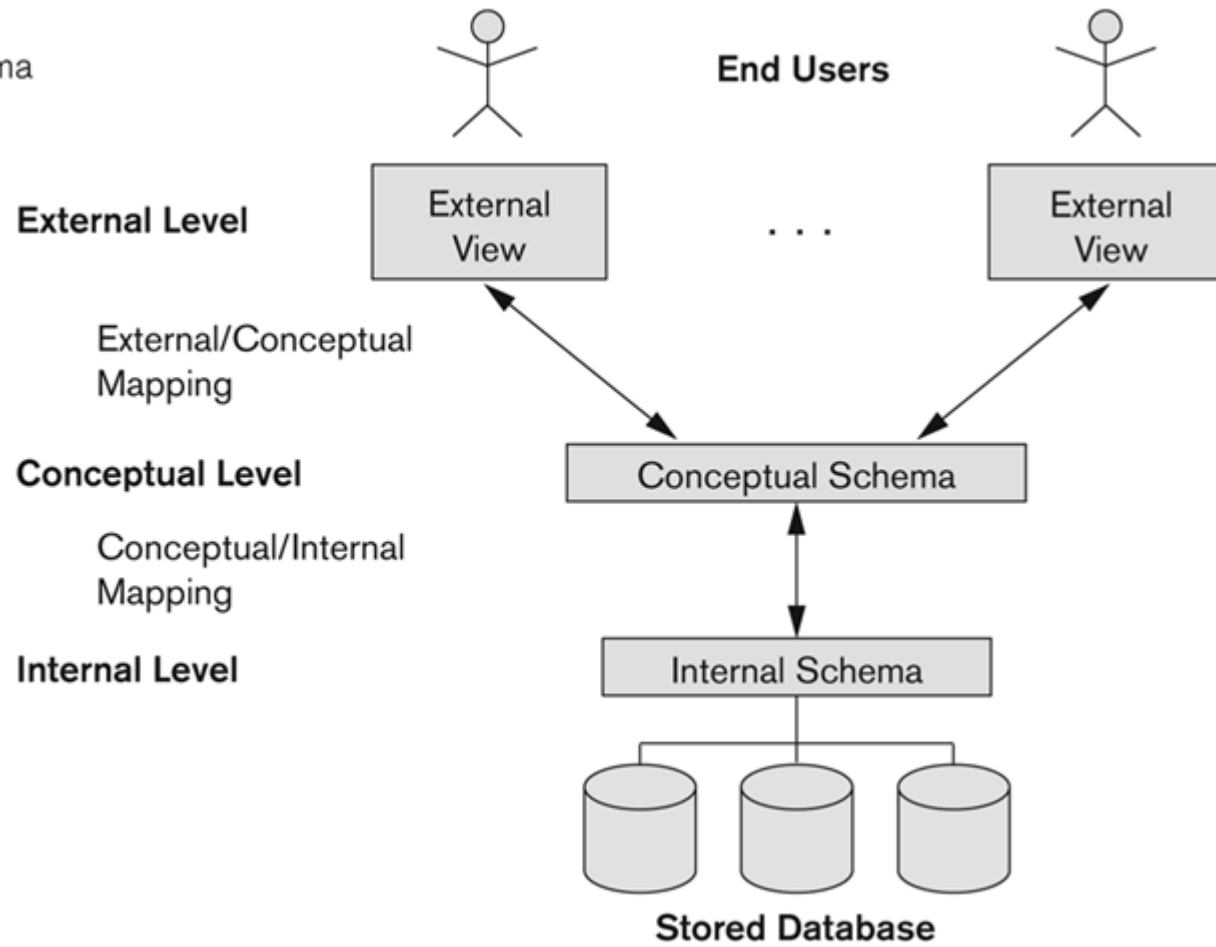 End Users
External Level
External
View
. . .
External
View
External/Conceptual
Mapping
Conceptual Level
Conceptual Schema
Conceptual/Internal
Mapping
Internal Level
Internal Schema
Stored Database